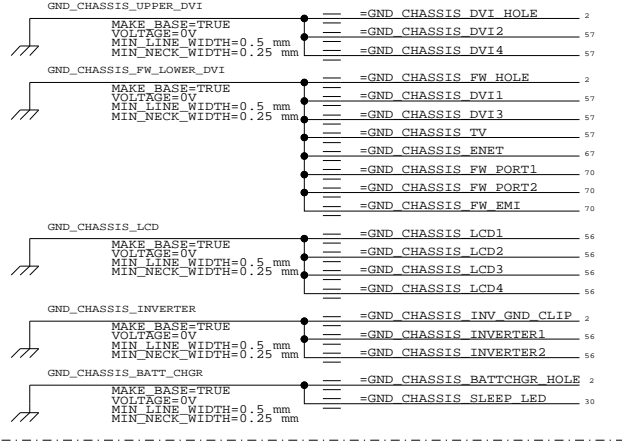 GND_CHASSIS_UPPER_DVI
MAKE_BASE=TRUE
VOLTAGE=0V
MIN_LINE_WIDTH=0.5 mm
MIN_NECK_WIDTH=0.25 mm
=GND_CHASSIS_DVI_HOLE 2
=GND_CHASSIS_DVI2 57
=GND_CHASSIS_DVI4 57
GND_CHASSIS_FW_LOWER_DVI
MAKE_BASE=TRUE
VOLTAGE=0V
MIN_LINE_WIDTH=0.5 mm
MIN_NECK_WIDTH=0.25 mm
=GND_CHASSIS_FW_HOLE 2
=GND_CHASSIS_DVI1 57
=GND_CHASSIS_DVI3 57
=GND_CHASSIS_TV 57
=GND_CHASSIS_ENET 67
=GND_CHASSIS_FW_PORT1 70
=GND_CHASSIS_FW_PORT2 70
=GND_CHASSIS_FW_EMI 70
GND_CHASSIS_LCD
MAKE_BASE=TRUE
VOLTAGE=0V
MIN_LINE_WIDTH=0.5 mm
MIN_NECK_WIDTH=0.25 mm
=GND_CHASSIS_LCD1 56
=GND_CHASSIS_LCD2 56
=GND_CHASSIS_LCD3 56
=GND_CHASSIS_LCD4 56
GND_CHASSIS_INVERTER
MAKE_BASE=TRUE
VOLTAGE=0V
MIN_LINE_WIDTH=0.5 mm
MIN_NECK_WIDTH=0.25 mm
=GND_CHASSIS_INV_GND_CLIP 2
=GND_CHASSIS_INVERTER1 56
=GND_CHASSIS_INVERTER2 56
GND_CHASSIS_BATT_CHGR
MAKE_BASE=TRUE
VOLTAGE=0V
MIN_LINE_WIDTH=0.5 mm
MIN_NECK_WIDTH=0.25 mm
=GND_CHASSIS_BATTCHGR_HOLE 2
=GND_CHASSIS_SLEEP_LED 30